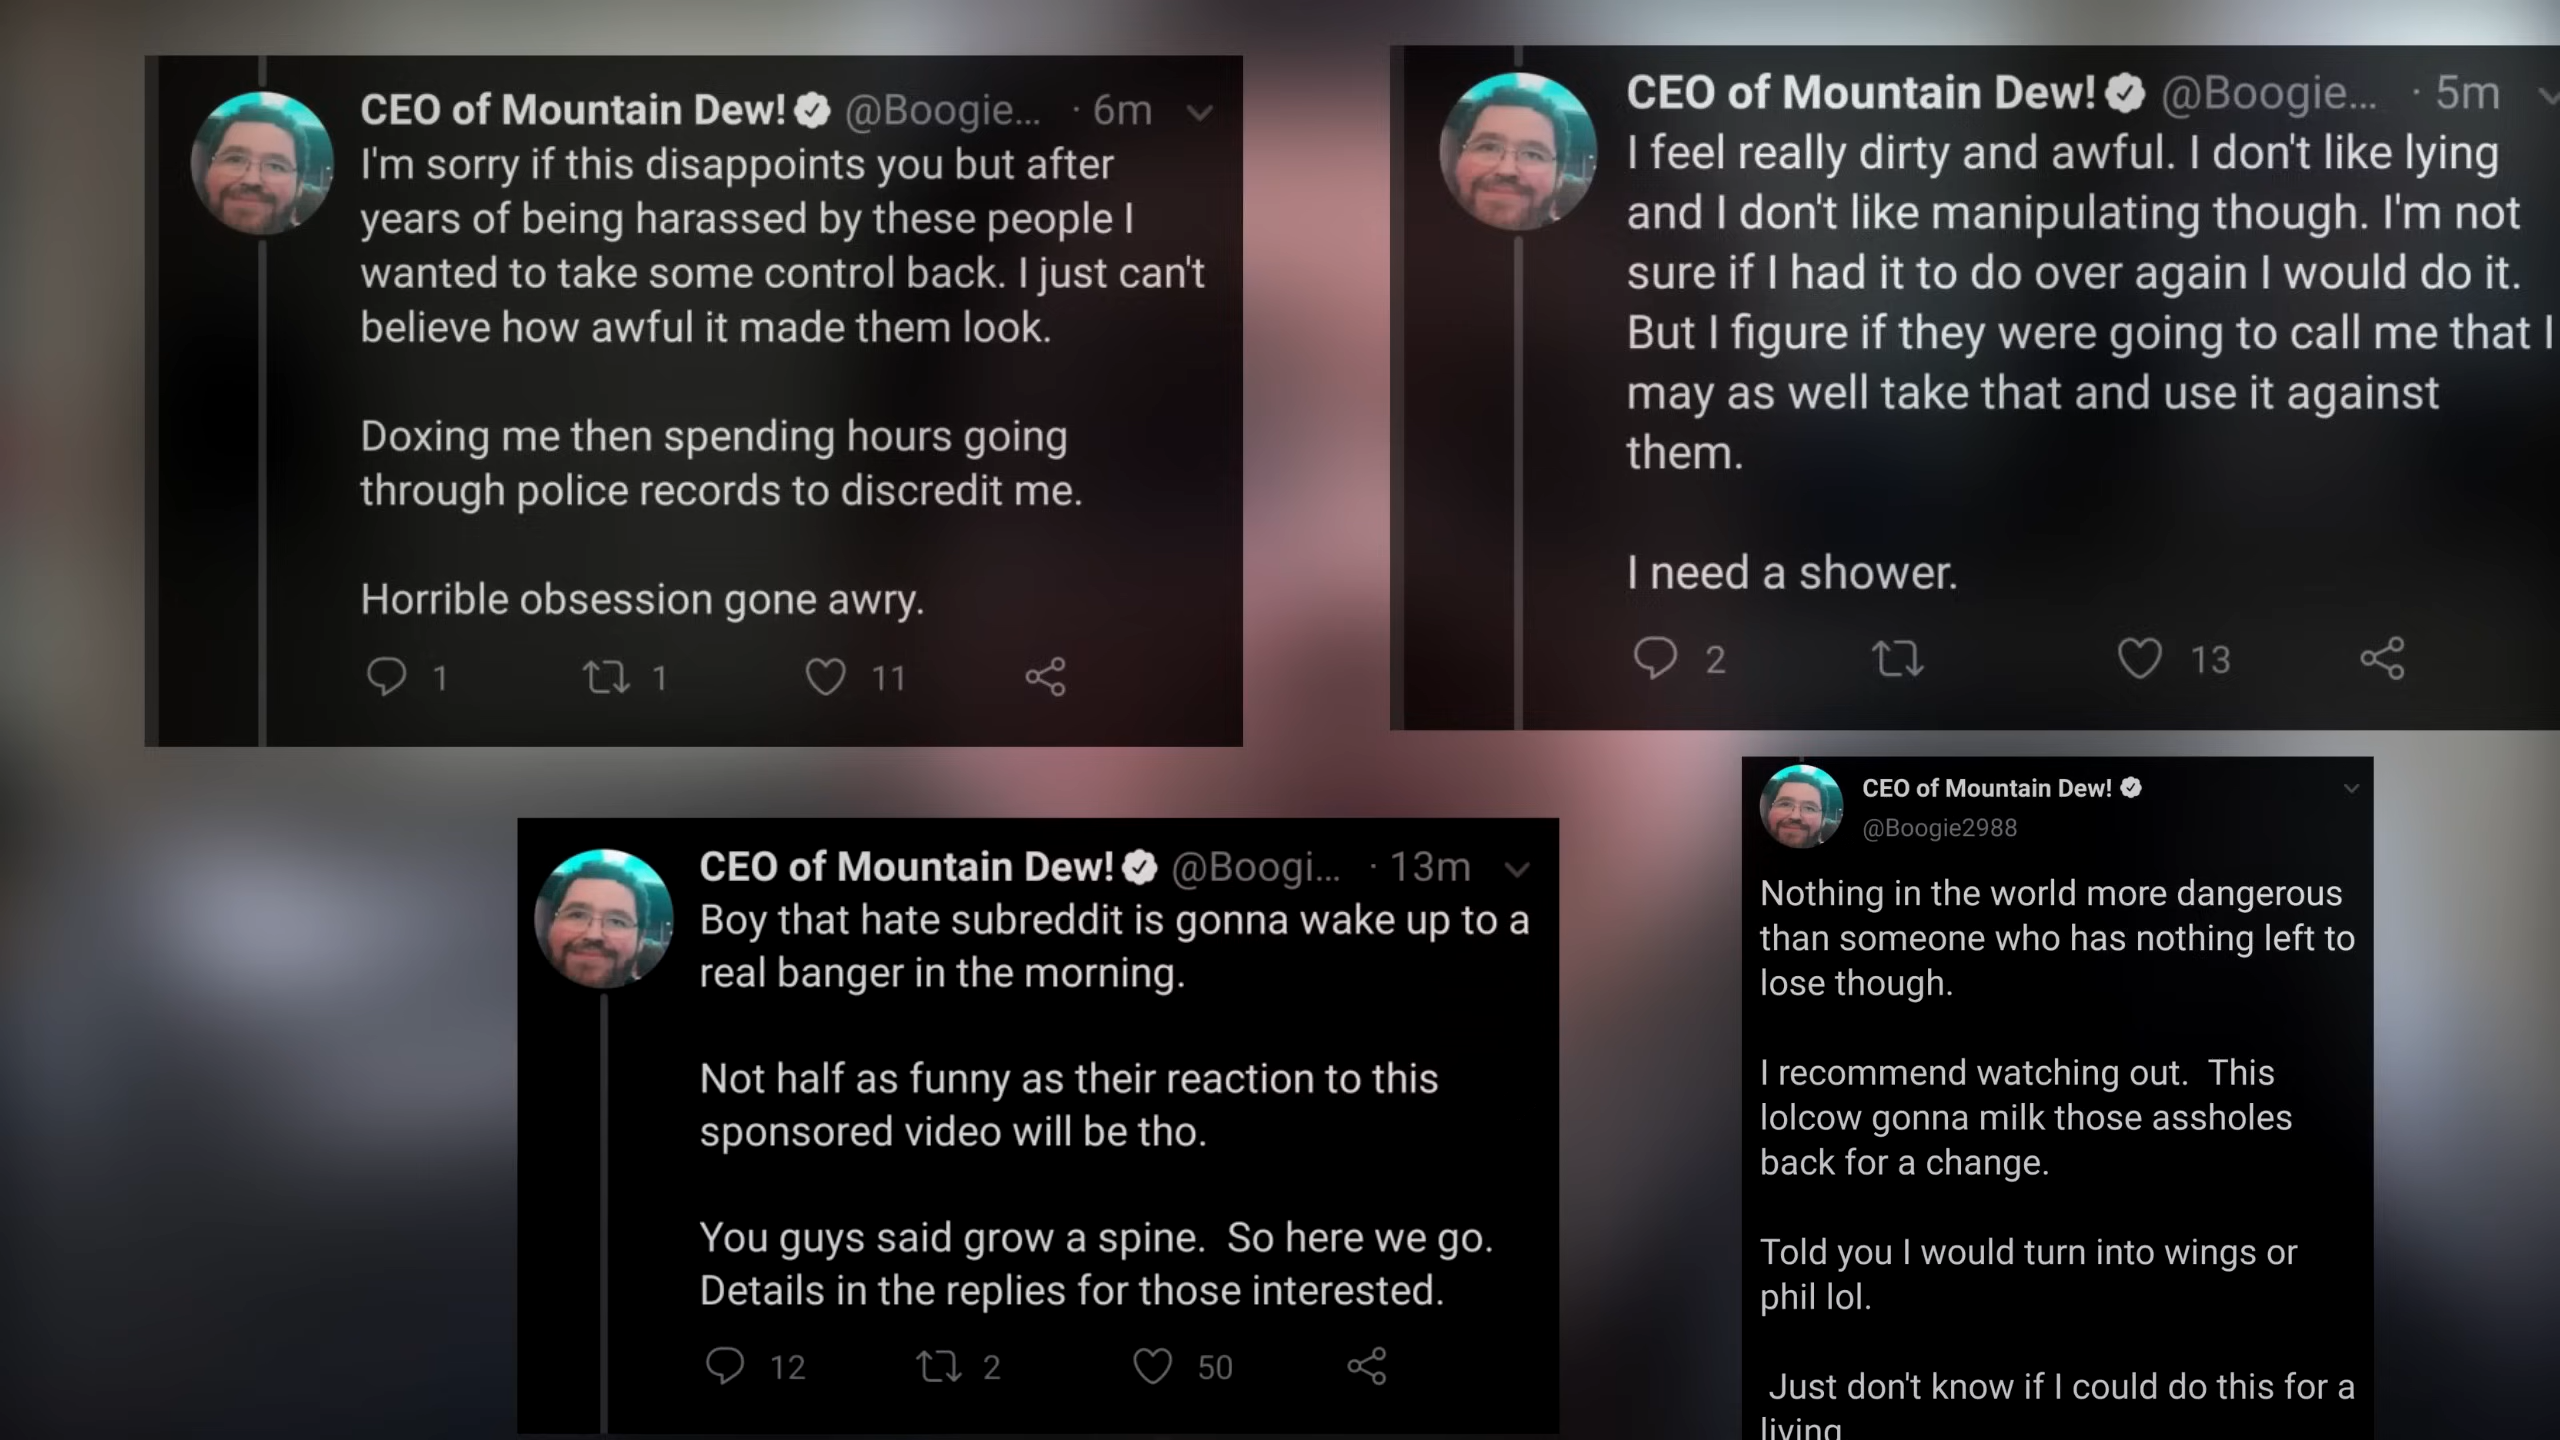 CEO of Mountain Dew! @Boogie... · 6m
I'm sorry if this disappoints you but after
years of being harassed by these people I
wanted to take some control back. I just can't
believe how awful it made them look.
Doxing me then spending hours going
through police records to discredit me.
Horrible obsession gone awry.
1 1 11
CEO of Mountain Dew! @Boogie... · 5m
I feel really dirty and awful. I don't like lying
and I don't like manipulating though. I'm not
sure if I had it to do over again I would do it.
But I figure if they were going to call me that I
may as well take that and use it against
them.
I need a shower.
2 13
CEO of Mountain Dew! @Boogi... · 13m
Boy that hate subreddit is gonna wake up to a
real banger in the morning.
Not half as funny as their reaction to this
sponsored video will be tho.
You guys said grow a spine.  So here we go.
Details in the replies for those interested.
12 2 50
CEO of Mountain Dew!
@Boogie2988
Nothing in the world more dangerous
than someone who has nothing left to
lose though.
I recommend watching out.  This
lolcow gonna milk those assholes
back for a change.
Told you I would turn into wings or
phil lol.
Just don't know if I could do this for a
living